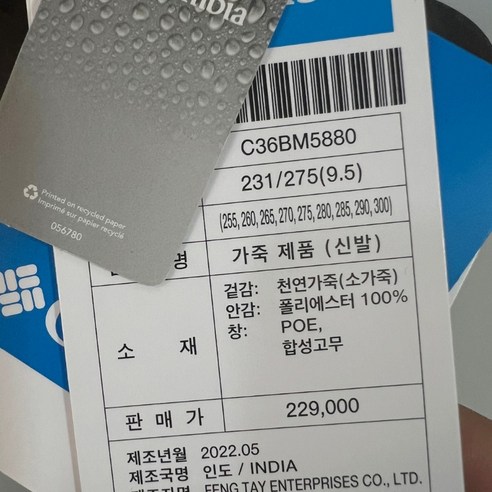 Printed on recycled paper
Imprimé sur papier recyclé
056780
C36BM5880
231/275(9.5)
(255, 260, 265, 270, 275, 280, 285, 290, 300)
명 가죽 제품 (신발)
소 재
겉감: 천연가죽(소가죽)
안감: 폴리에스터 100%
창: POE,
합성고무
판 매 가 229,000
제조년월 2022.05
제조국명 인도 / INDIA
FENG TAY ENTERPRISES CO., LTD.